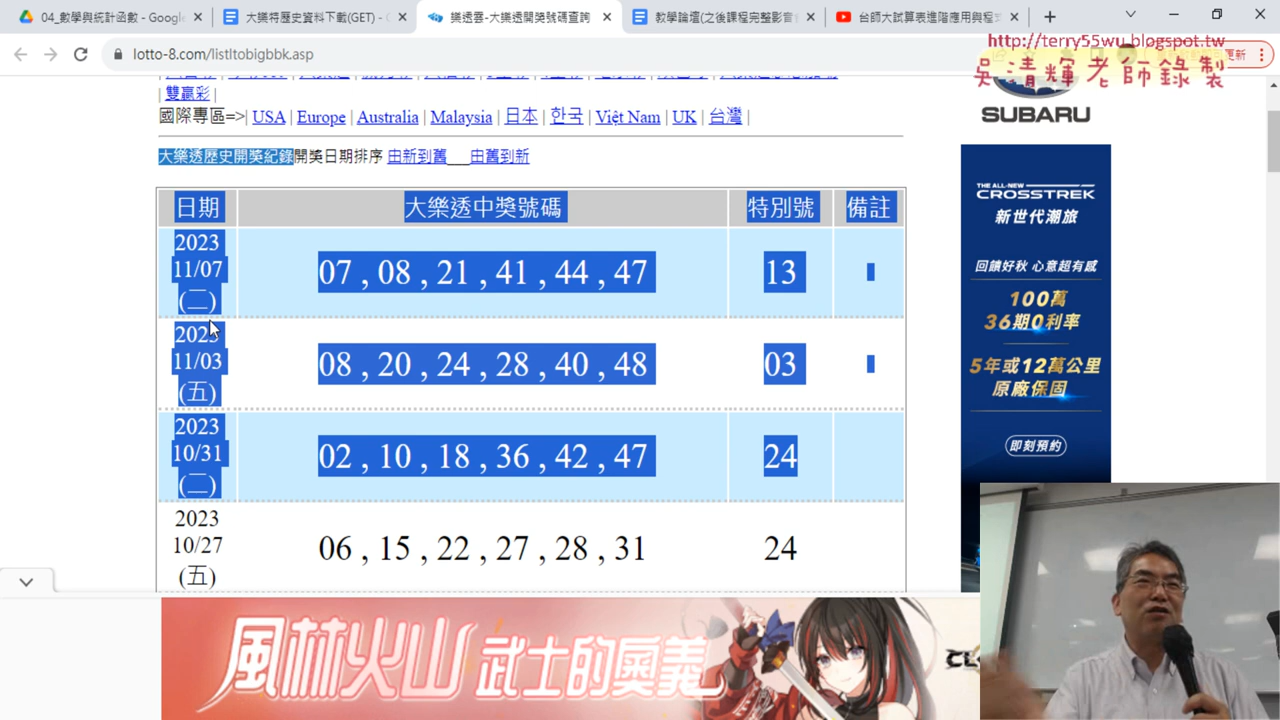 04_數學與統計函數 - Google
大樂特歷史資料下載(GET) - G
樂透雲-大樂透開獎號碼查詢
教學論壇(之後課程完整影音
台師大試算表進階應用與程式
lotto-8.com/listltobigbbk.asp
更新
http://terry55wu.blogspot.tw
吳清輝老師錄製
| 雙贏彩 |
國際專區=>| USA | Europe | Australia | Malaysia | 日本 | 한국 | Việt Nam | UK | 台灣 |
大樂透歷史開獎紀錄開獎日期排序 由新到舊___由舊到新
日期 大樂透中獎號碼 特別號 備註
2023
11/07
(二)
07 , 08 , 21 , 41 , 44 , 47 13
2023
11/03
(五)
08 , 20 , 24 , 28 , 40 , 48 03
2023
10/31
(二)
02 , 10 , 18 , 36 , 42 , 47 24
2023
10/27
(五)
06 , 15 , 22 , 27 , 28 , 31 24
SUBARU
THE ALL-NEW
CROSSTREK
新世代潮旅
回饋好秋 心意超有感
100萬
36期0利率
5年或12萬公里
原廠保固
即刻預約
風林火山 武士的奧義